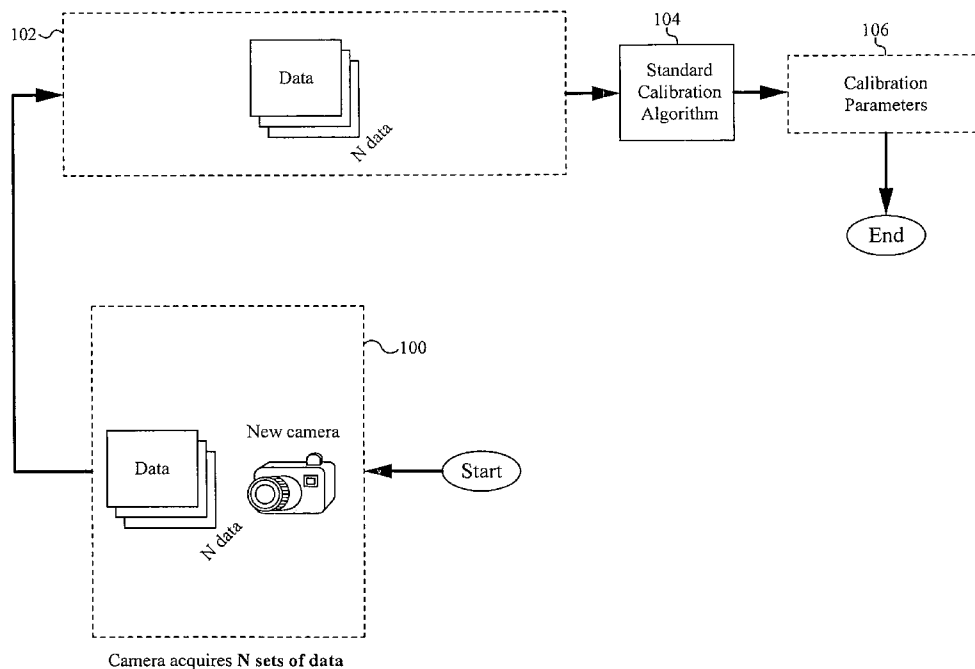 102
Data
N data
104
Standard
Calibration
Algorithm
106
Calibration
Parameters
End
100
New camera
Data
N data
Start
Camera acquires N sets of data